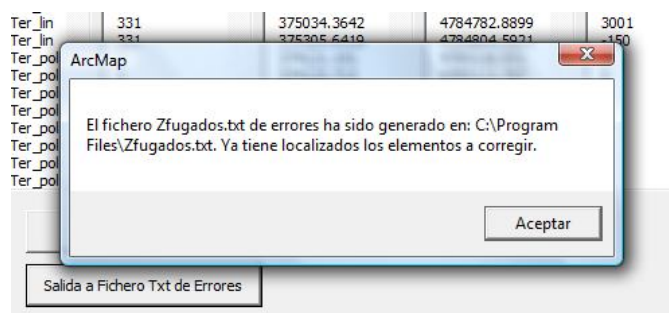 Ter_lin 331 375034.3642 4784782.8899 3001
Ter_lin 331 375305.6419 4784804.5921 -150
Ter_pol
ArcMap
Ter_pol
Ter_pol
Ter_pol
El fichero Zfugados.txt de errores ha sido generado en: C:\Program
Ter_pol
Files\Zfugados.txt. Ya tiene localizados los elementos a corregir.
Ter_pol
Ter_pol
Ter_pol
Aceptar
Salida a Fichero Txt de Errores